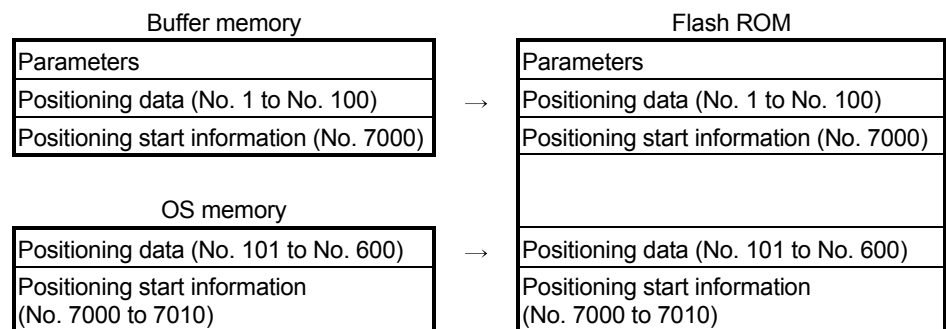 Buffer memory
Parameters
Positioning data (No. 1 to No. 100)
Positioning start information (No. 7000)
→
Flash ROM
Parameters
Positioning data (No. 1 to No. 100)
Positioning start information (No. 7000)
OS memory
Positioning data (No. 101 to No. 600)
Positioning start information
(No. 7000 to 7010)
→
Positioning data (No. 101 to No. 600)
Positioning start information
(No. 7000 to 7010)